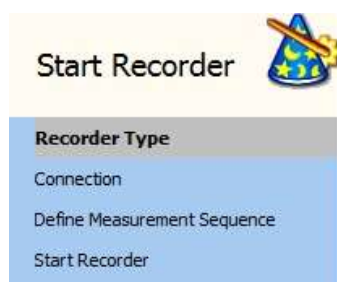 Start Recorder
Recorder Type
Connection
Define Measurement Sequence
Start Recorder